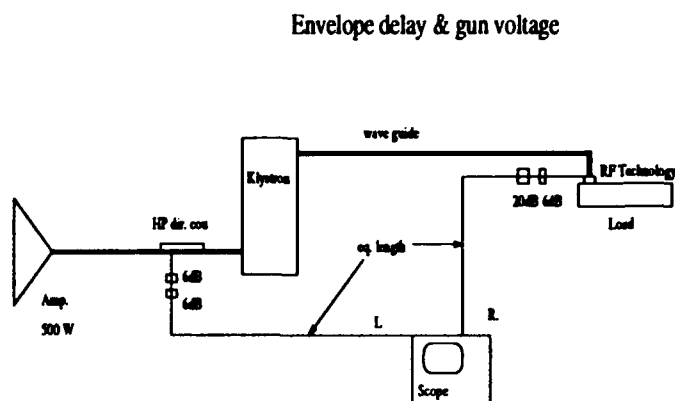 Envelope delay & gun voltage
wave guide
Klystron
RF Technology
20dB 6dB
Load
HP dir. cou
eq. length
6dB
6dB
Amp.
500 W
L
R.
Scope